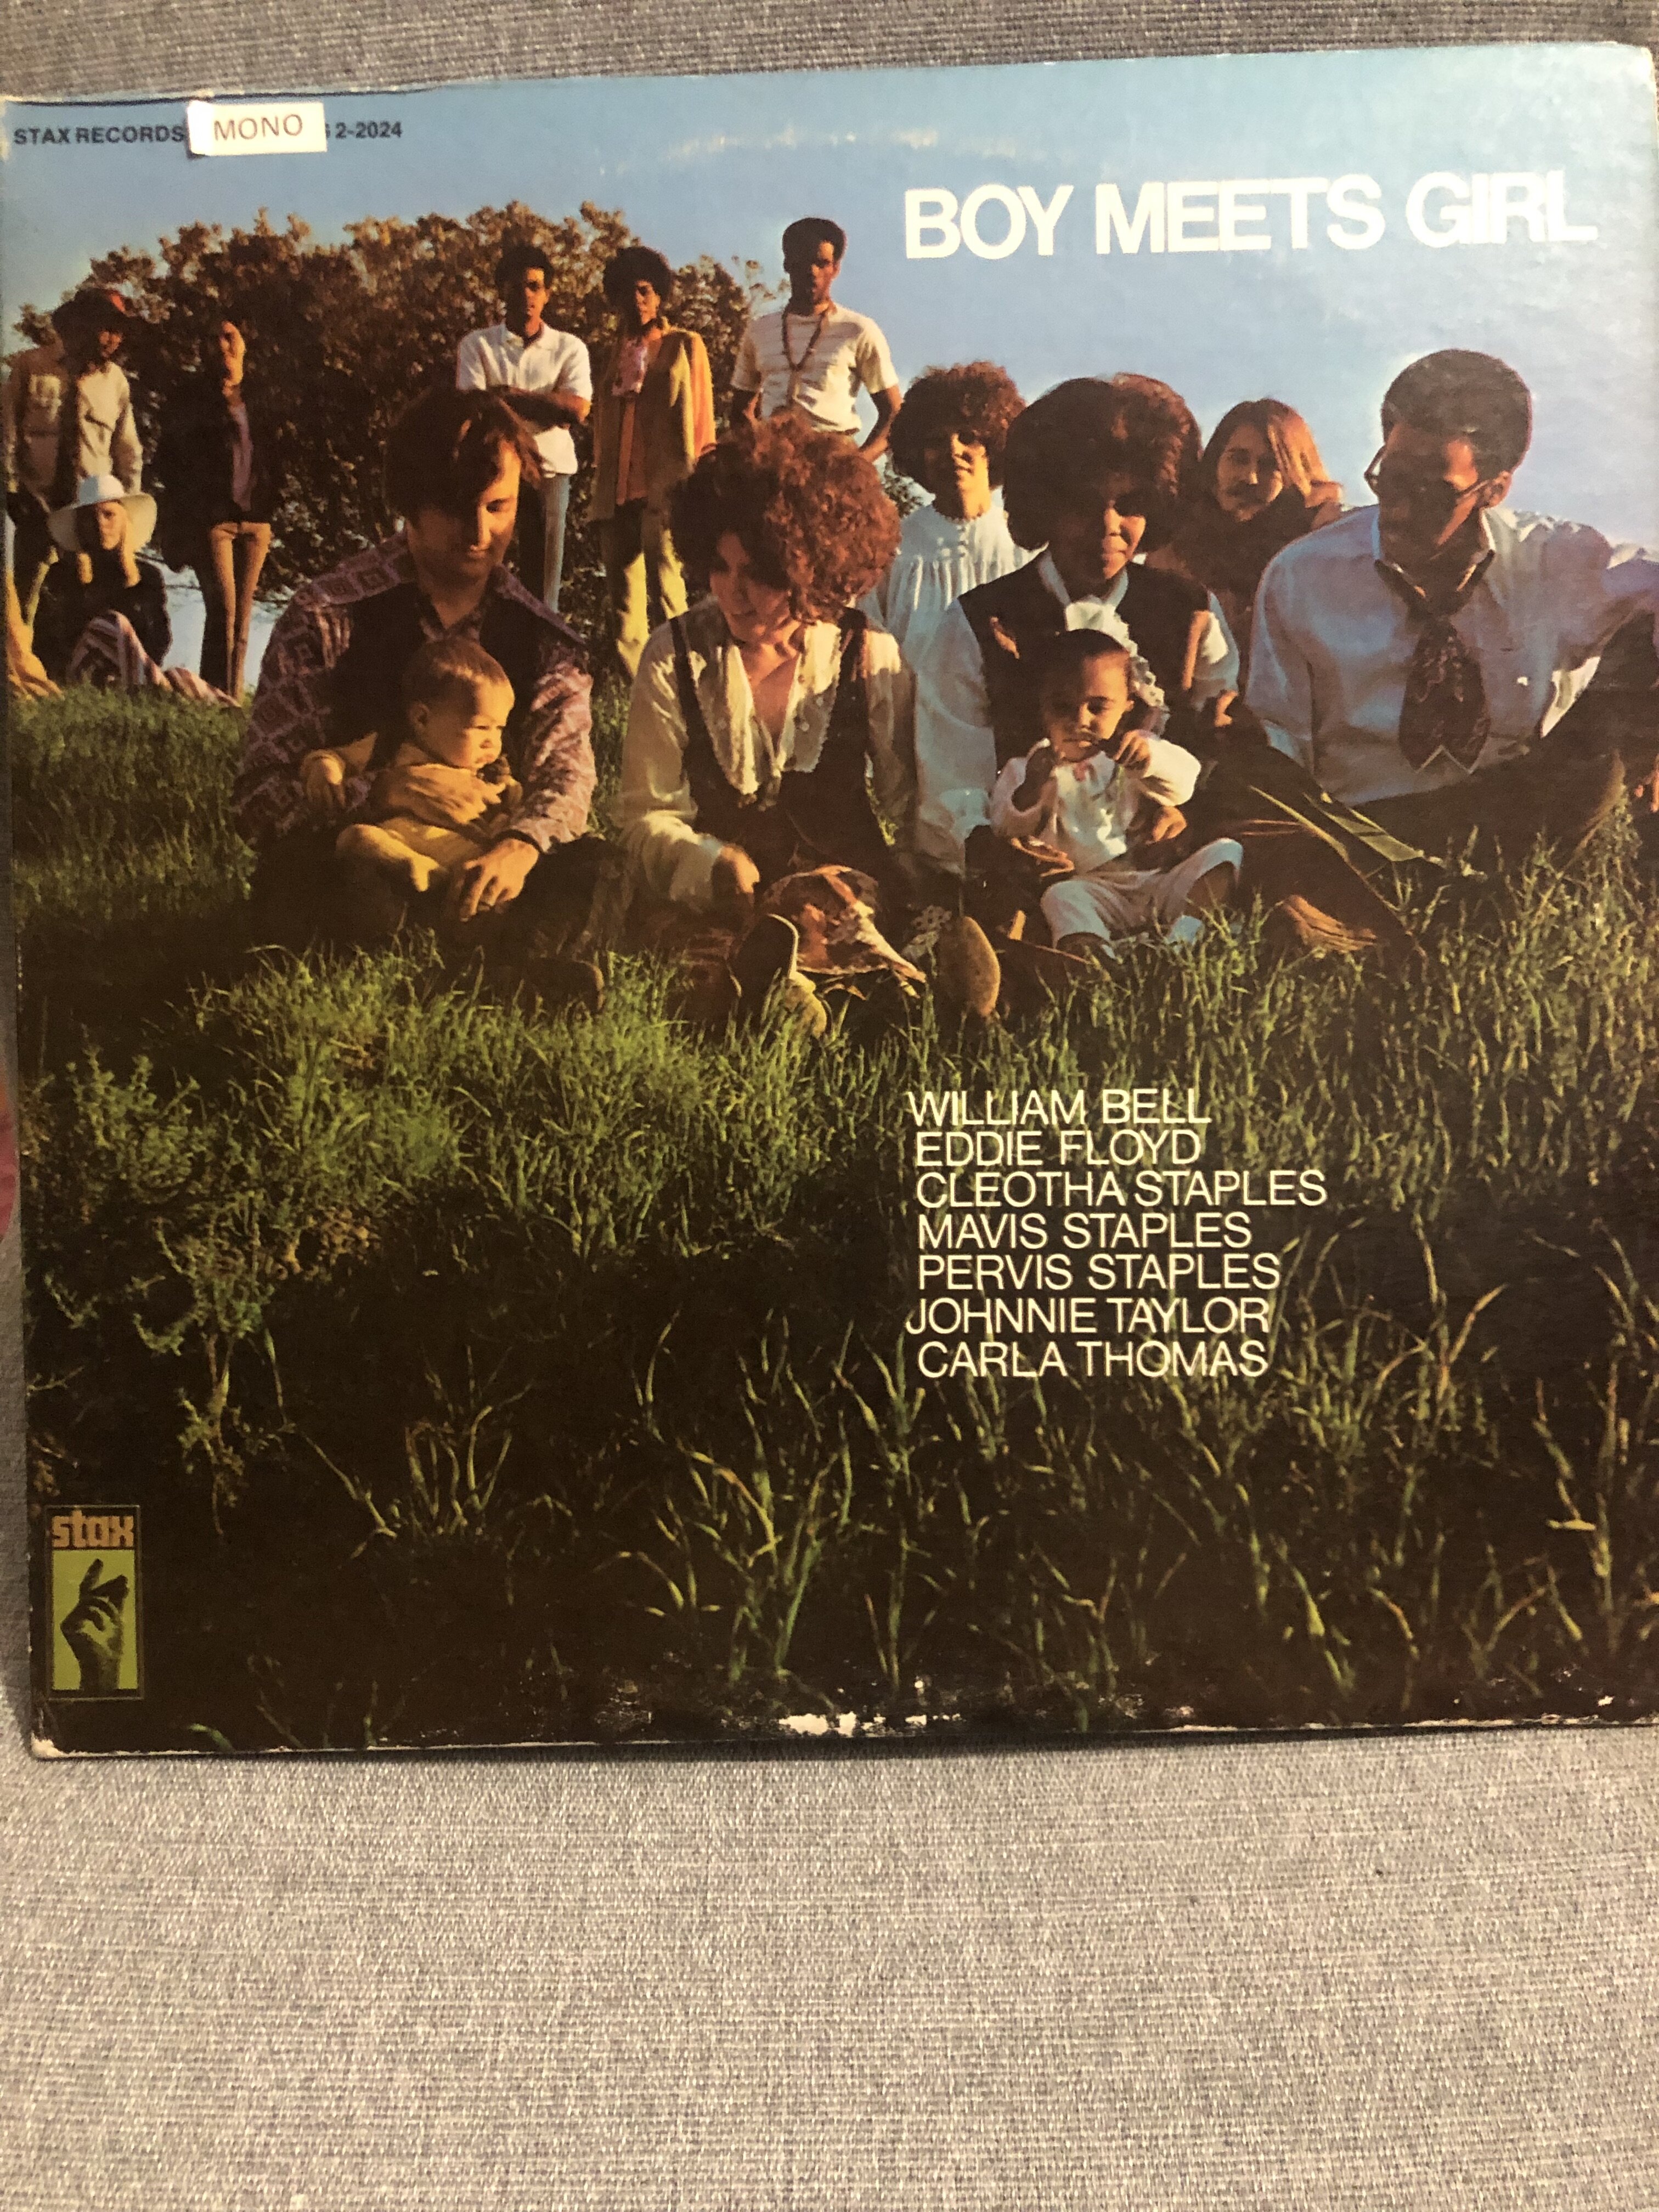 STAX RECORDS MONO 2-2024
BOY MEETS GIRL
WILLIAM BELL
EDDIE FLOYD
CLEOTHA STAPLES
MAVIS STAPLES
PERVIS STAPLES
JOHNNIE TAYLOR
CARLA THOMAS
stax